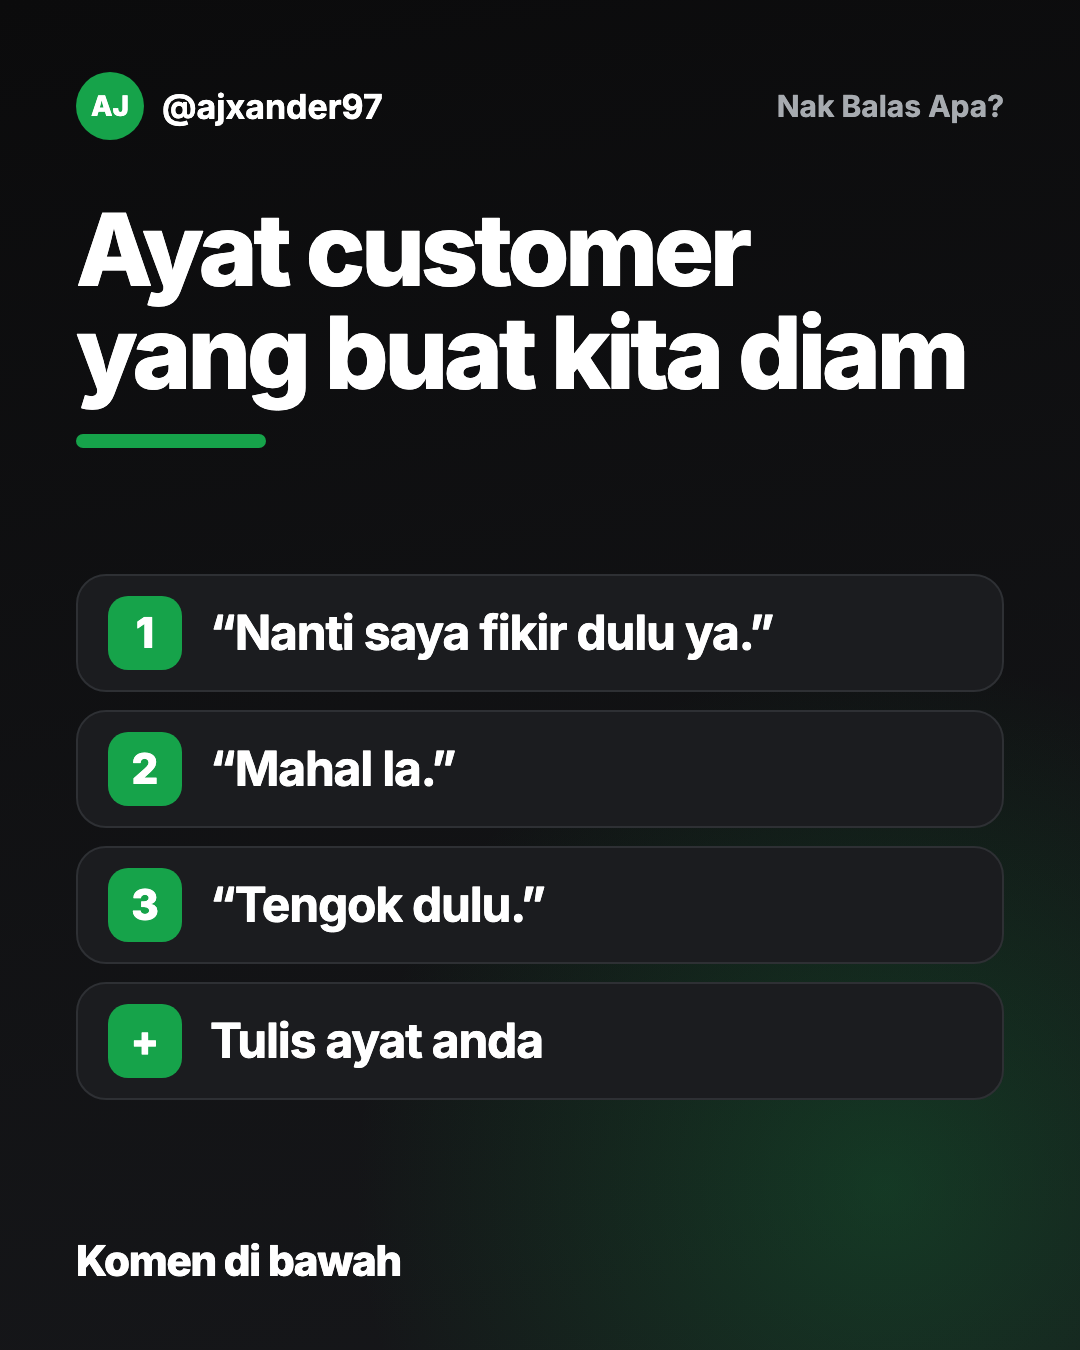 AJ @ajxander97
Nak Balas Apa?
Ayat customer
yang buat kita diam
1 “Nanti saya fikir dulu ya.”
2 “Mahal la.”
3 “Tengok dulu.”
+ Tulis ayat anda
Komen di bawah